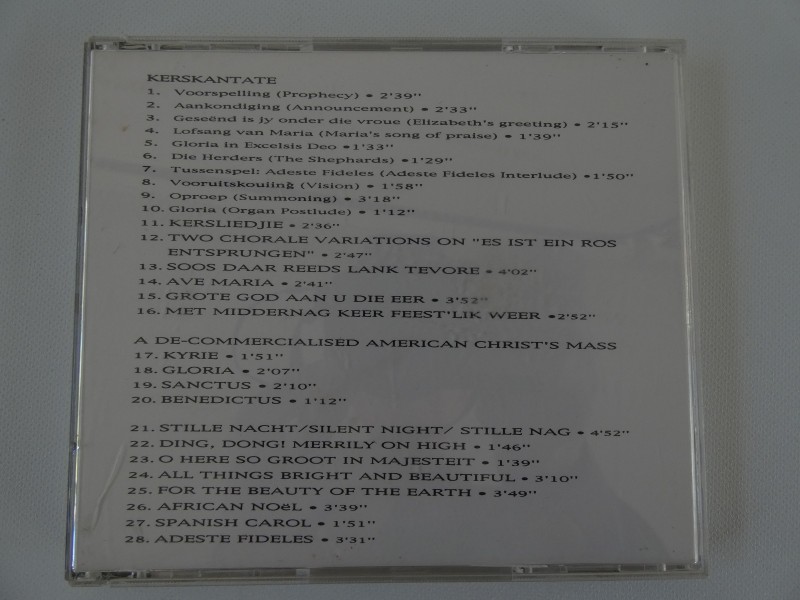 KERSKANTATE
1. Voorspelling (Prophecy) • 2'39"
2. Aankondiging (Announcement) • 2'33"
3. Geseënd is jy onder die vroue (Elizabeth's greeting) • 2'15"
4. Lofsang van Maria (Maria's song of praise) • 1'39"
5. Gloria in Excelsis Deo •1'33"
6. Die Herders (The Shephards) •1'29"
7. Tussenspel: Adeste Fideles (Adeste Fideles Interlude) •1'50"
8. Vooruitskouiing (Vision) • 1'58"
9. Oproep (Summoning) • 3'18"
10. Gloria (Organ Postlude) • 1'12"
11. KERSLIEDJIE • 2'36"
12. TWO CHORALE VARIATIONS ON "ES IST EIN ROS
ENTSPRUNGEN" • 2'47"
13. SOOS DAAR REEDS LANK TEVORE • 4'02"
14. AVE MARIA • 2'41"
15. GROTE GOD AAN U DIE EER • 3'52"
16. MET MIDDERNAG KEER FEEST'LIK WEER •2'52"
A DE-COMMERCIALISED AMERICAN CHRIST'S MASS
17. KYRIE • 1'51"
18. GLORIA • 2'07"
19. SANCTUS • 2'10"
20. BENEDICTUS • 1'12"
21. STILLE NACHT/SILENT NIGHT/ STILLE NAG • 4'52"
22. DING, DONG! MERRILY ON HIGH • 1'46"
23. O HERE SO GROOT IN MAJESTEIT • 1'39"
24. ALL THINGS BRIGHT AND BEAUTIFUL • 3'10"
25. FOR THE BEAUTY OF THE EARTH • 3'49"
26. AFRICAN NOëL • 3'39"
27. SPANISH CAROL • 1'51"
28. ADESTE FIDELES • 3'31"